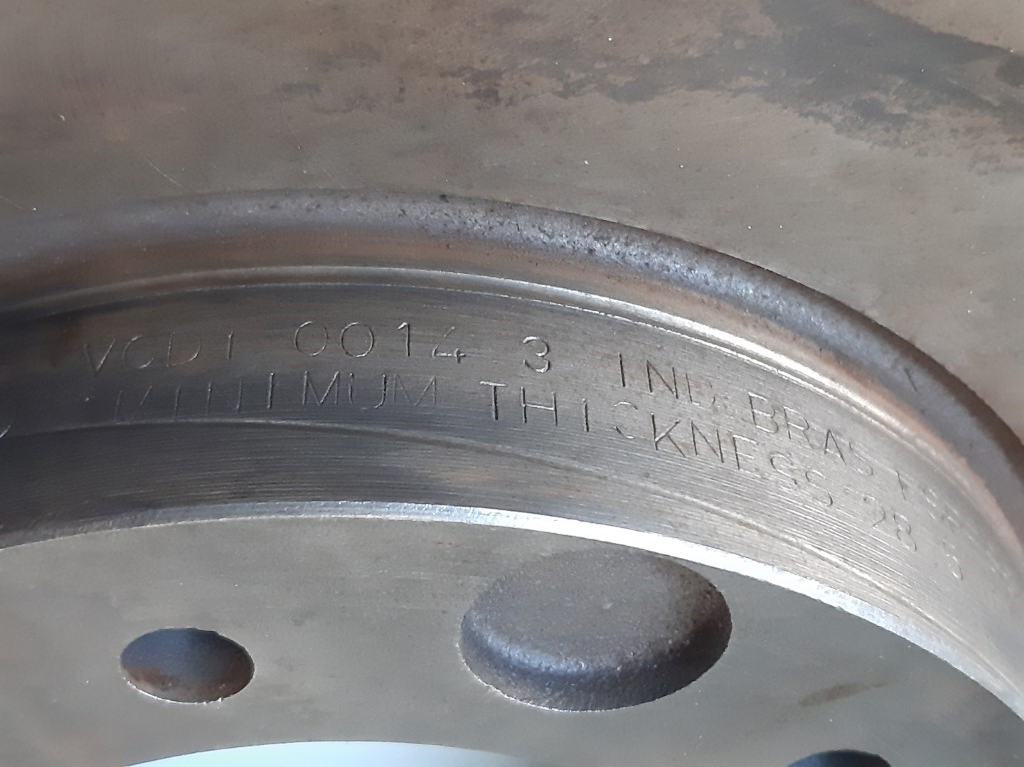 VCD1 0014 3 IND. BRAS
MINIMUM THICKNESS 28